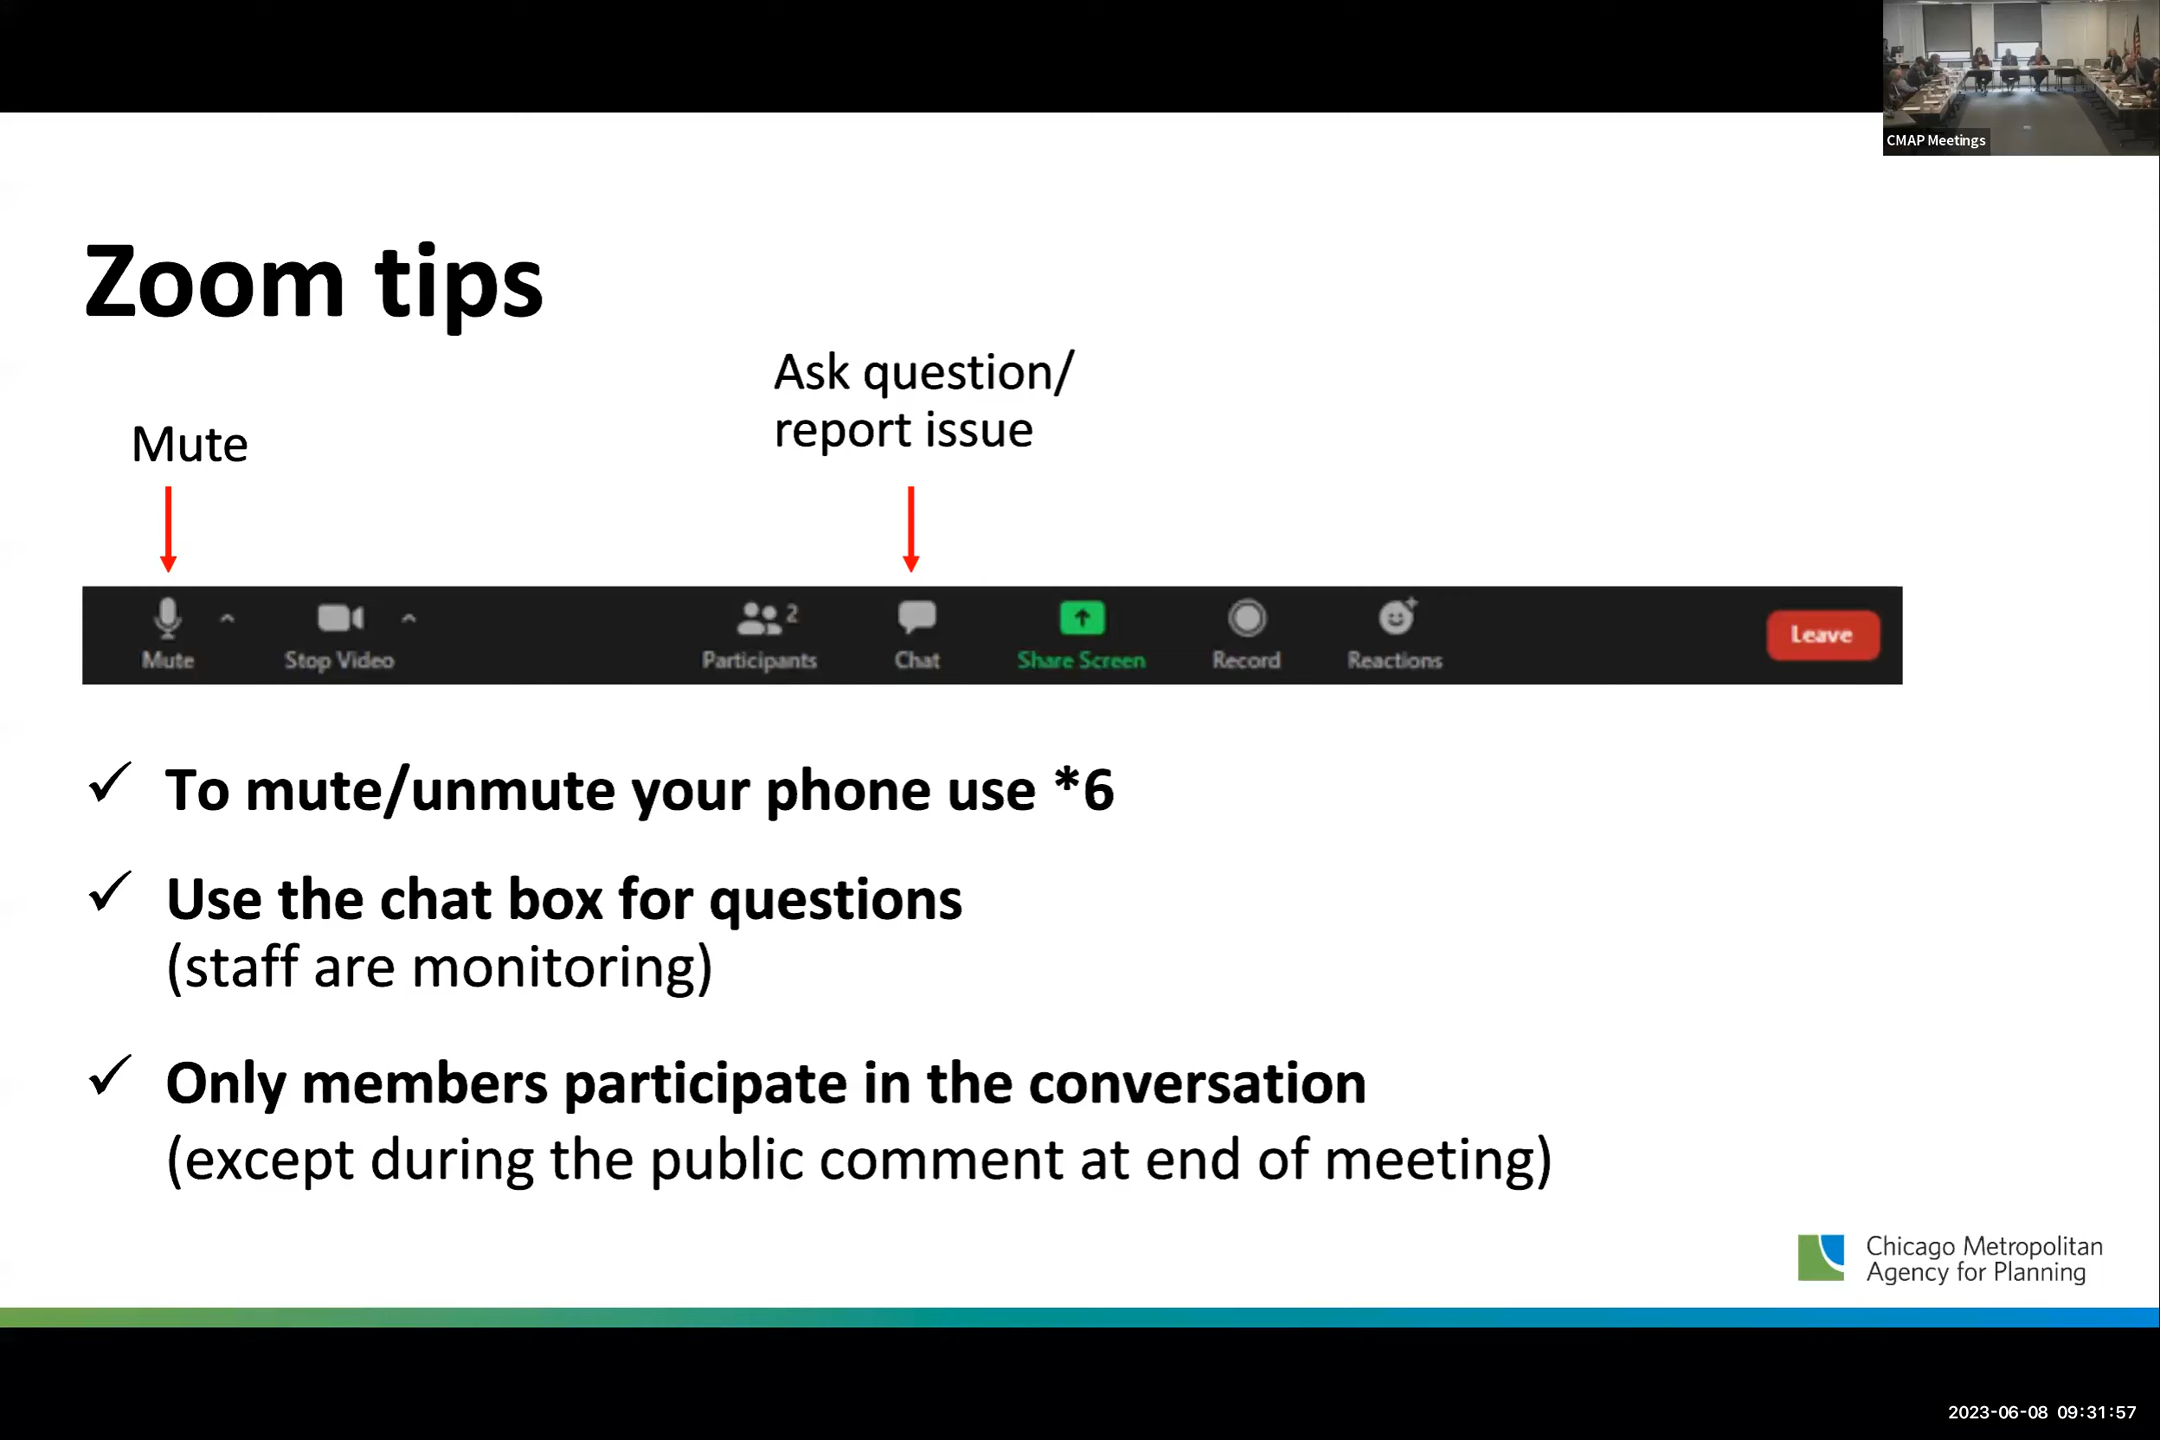 CMAP Meetings
Zoom tips
Ask question/
report issue
Mute
2
Mute
Stop Video
Participants
Chat
Share Screen
Record
Reactions
Leave
To mute/unmute your phone use *6
Use the chat box for questions
(staff are monitoring)
Only members participate in the conversation
(except during the public comment at end of meeting)
Chicago Metropolitan
Agency for Planning
2023-06-08 09:31:57